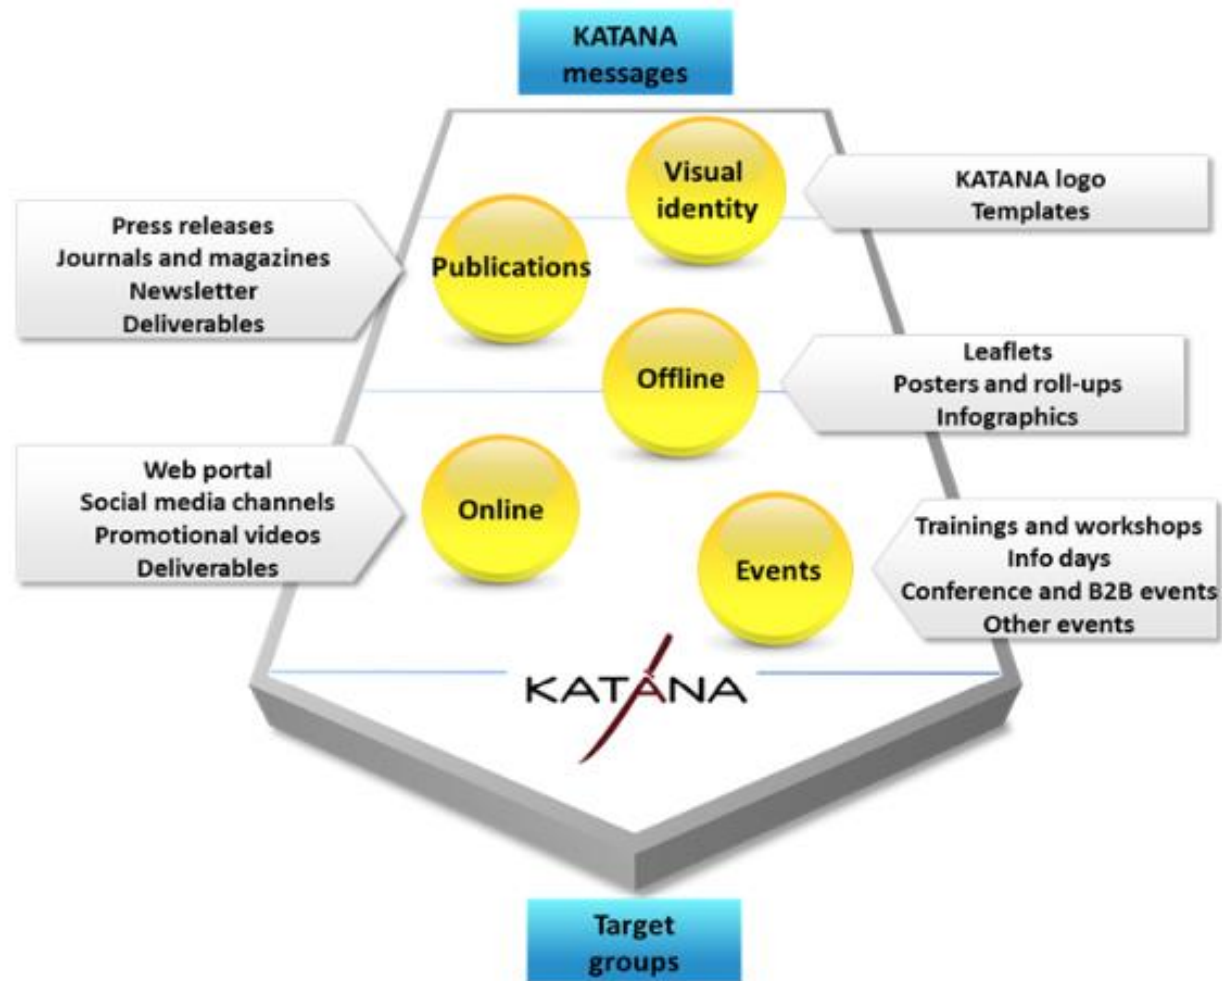 KATANA
messages
Visual
identity
KATANA logo
Templates
Press releases
Journals and magazines
Newsletter
Deliverables
Publications
Offline
Leaflets
Posters and roll-ups
Infographics
Web portal
Social media channels
Promotional videos
Deliverables
Online
Events
Trainings and workshops
Info days
Conference and B2B events
Other events
KATANA
Target
groups